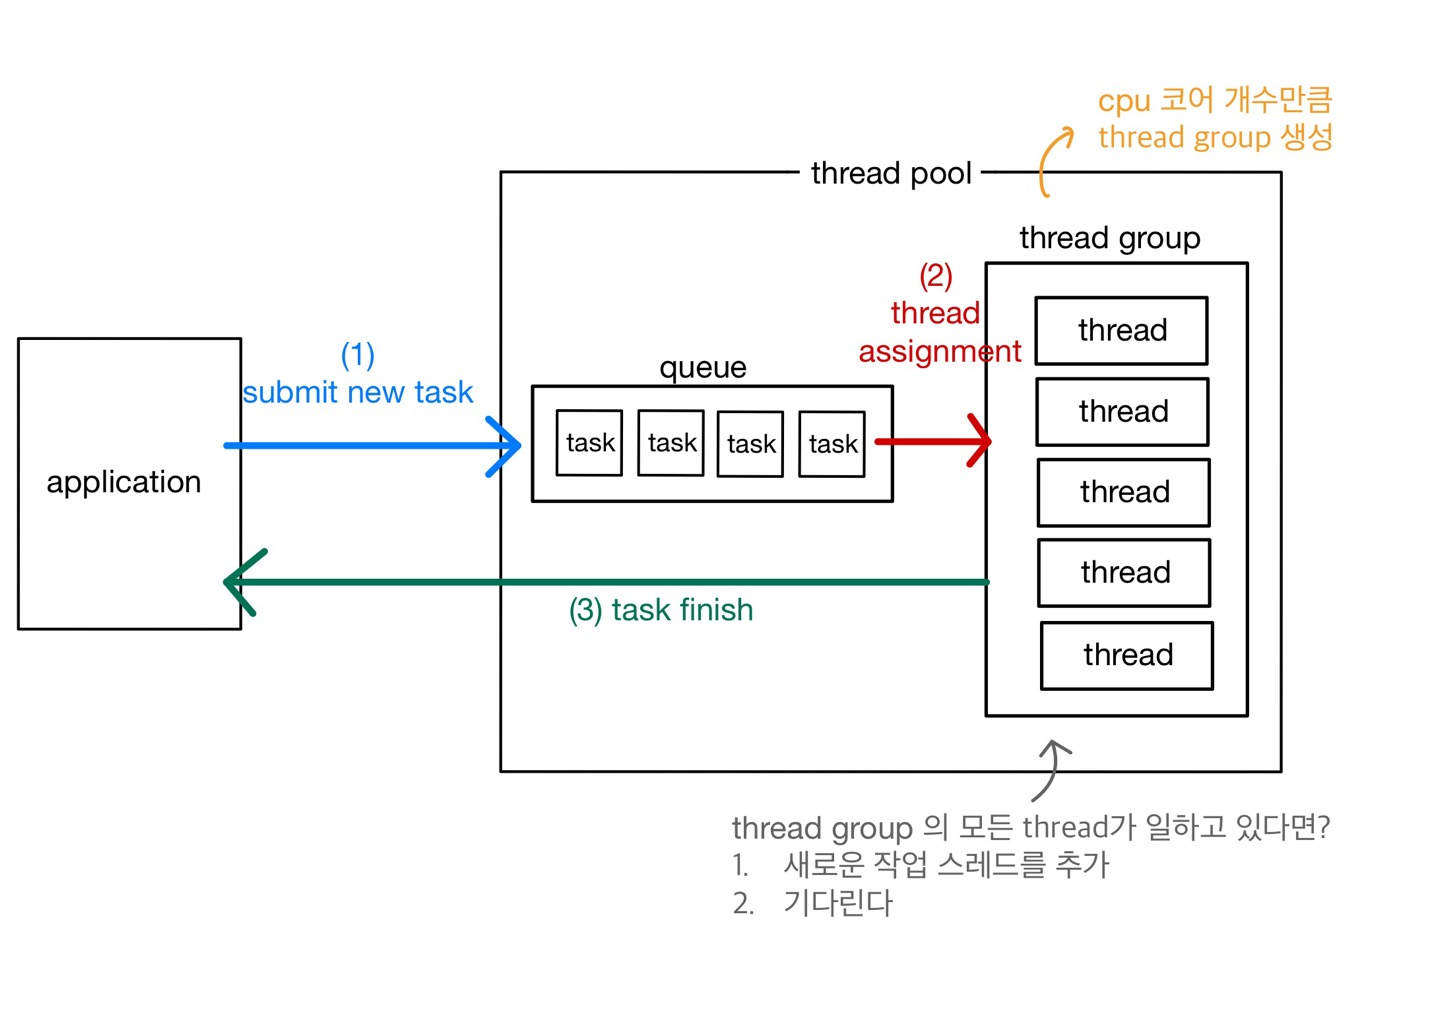 cpu 코어 개수만큼
thread group 생성
thread pool
thread group
(2)
thread
assignment
(1)
submit new task
queue
task task task task
application
thread
thread
thread
thread
thread
(3) task finish
thread group 의 모든 thread가 일하고 있다면?
1. 새로운 작업 스레드를 추가
2. 기다린다